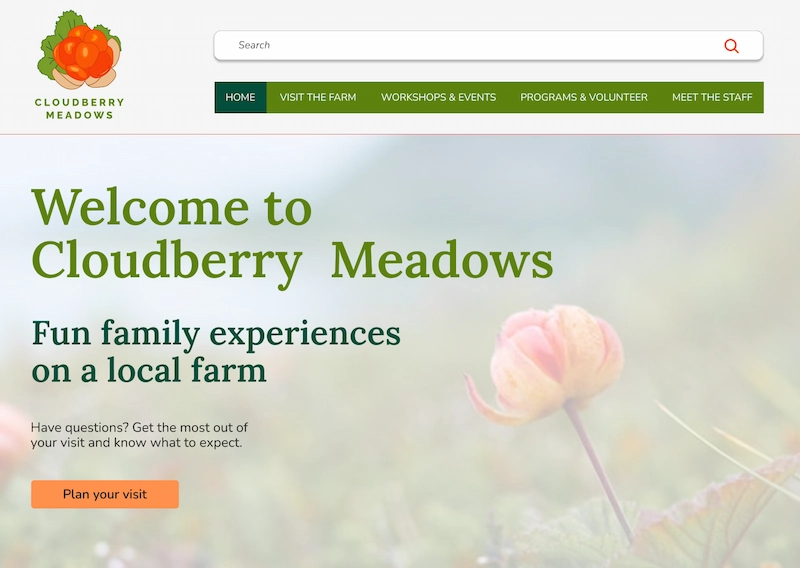 CLOUDBERRY
MEADOWS
Search
HOME VISIT THE FARM WORKSHOPS & EVENTS PROGRAMS & VOLUNTEER MEET THE STAFF
Welcome to
Cloudberry Meadows
Fun family experiences
on a local farm
Have questions? Get the most out of
your visit and know what to expect.
Plan your visit